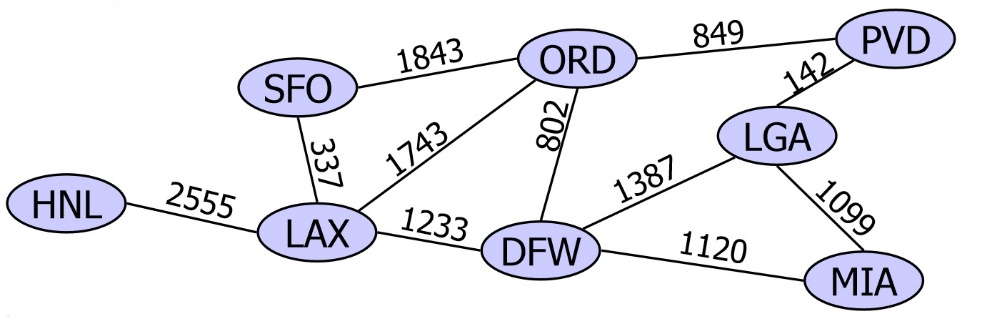 849
PVD
1843
ORD
142
SFO
802
LGA
337
1743
1387
2555
1099
HNL
1233
LAX
1120
DFW
MIA